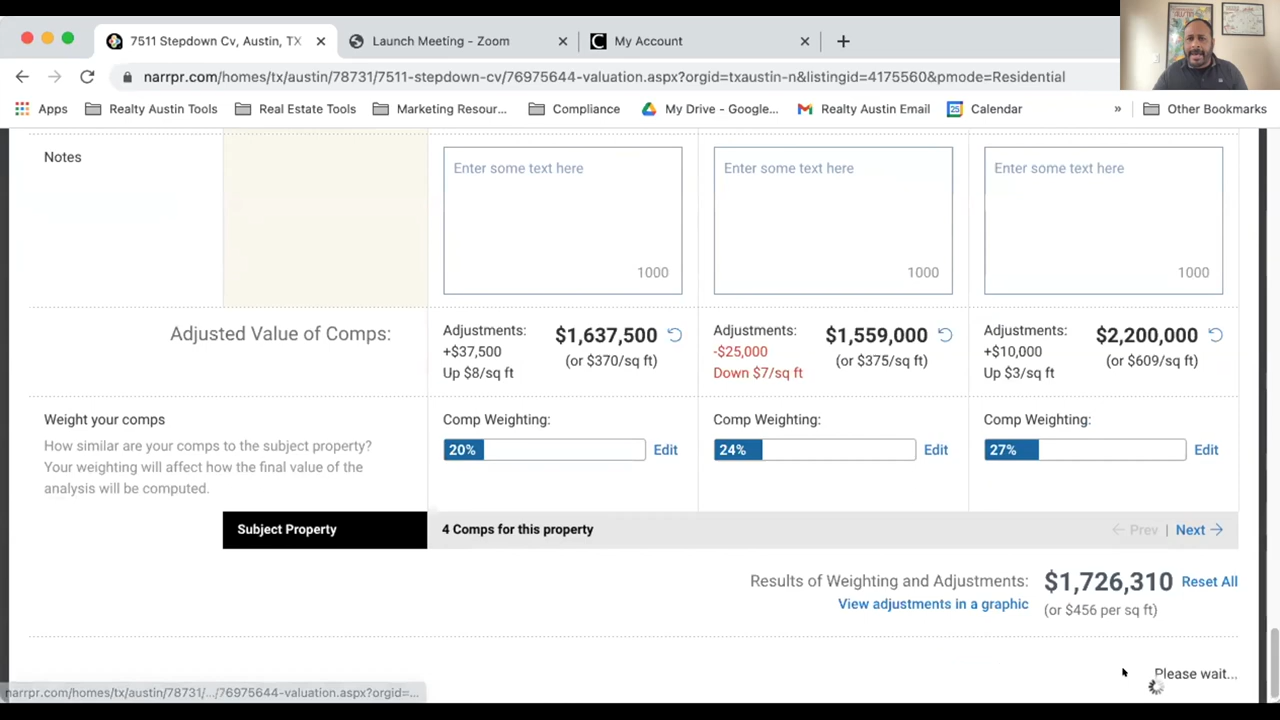 7511 Stepdown Cv, Austin, TX
Launch Meeting - Zoom
My Account
narrpr.com/homes/tx/austin/78731/7511-stepdown-cv/76975644-valuation.aspx?orgid=txaustin-n&listingid=4175560&pmode=Residential
Apps Realty Austin Tools Real Estate Tools Marketing Resour... Compliance My Drive - Google... Realty Austin Email Calendar » Other Bookmarks
Notes
Enter some text here Enter some text here Enter some text here
1000 1000 1000
Adjusted Value of Comps:
Adjustments: $1,637,500
+$37,500 (or $370/sq ft)
Up $8/sq ft
Adjustments: $1,559,000
-$25,000 (or $375/sq ft)
Down $7/sq ft
Adjustments: $2,200,000
+$10,000 (or $609/sq ft)
Up $3/sq ft
Weight your comps
How similar are your comps to the subject property?
Your weighting will affect how the final value of the
analysis will be computed.
Comp Weighting:
20% Edit
Comp Weighting:
24% Edit
Comp Weighting:
27% Edit
Subject Property 4 Comps for this property Prev | Next
Results of Weighting and Adjustments: $1,726,310 Reset All
View adjustments in a graphic (or $456 per sq ft)
Please wait...
narrpr.com/homes/tx/austin/78731/.../76975644-valuation.aspx?orgid=...